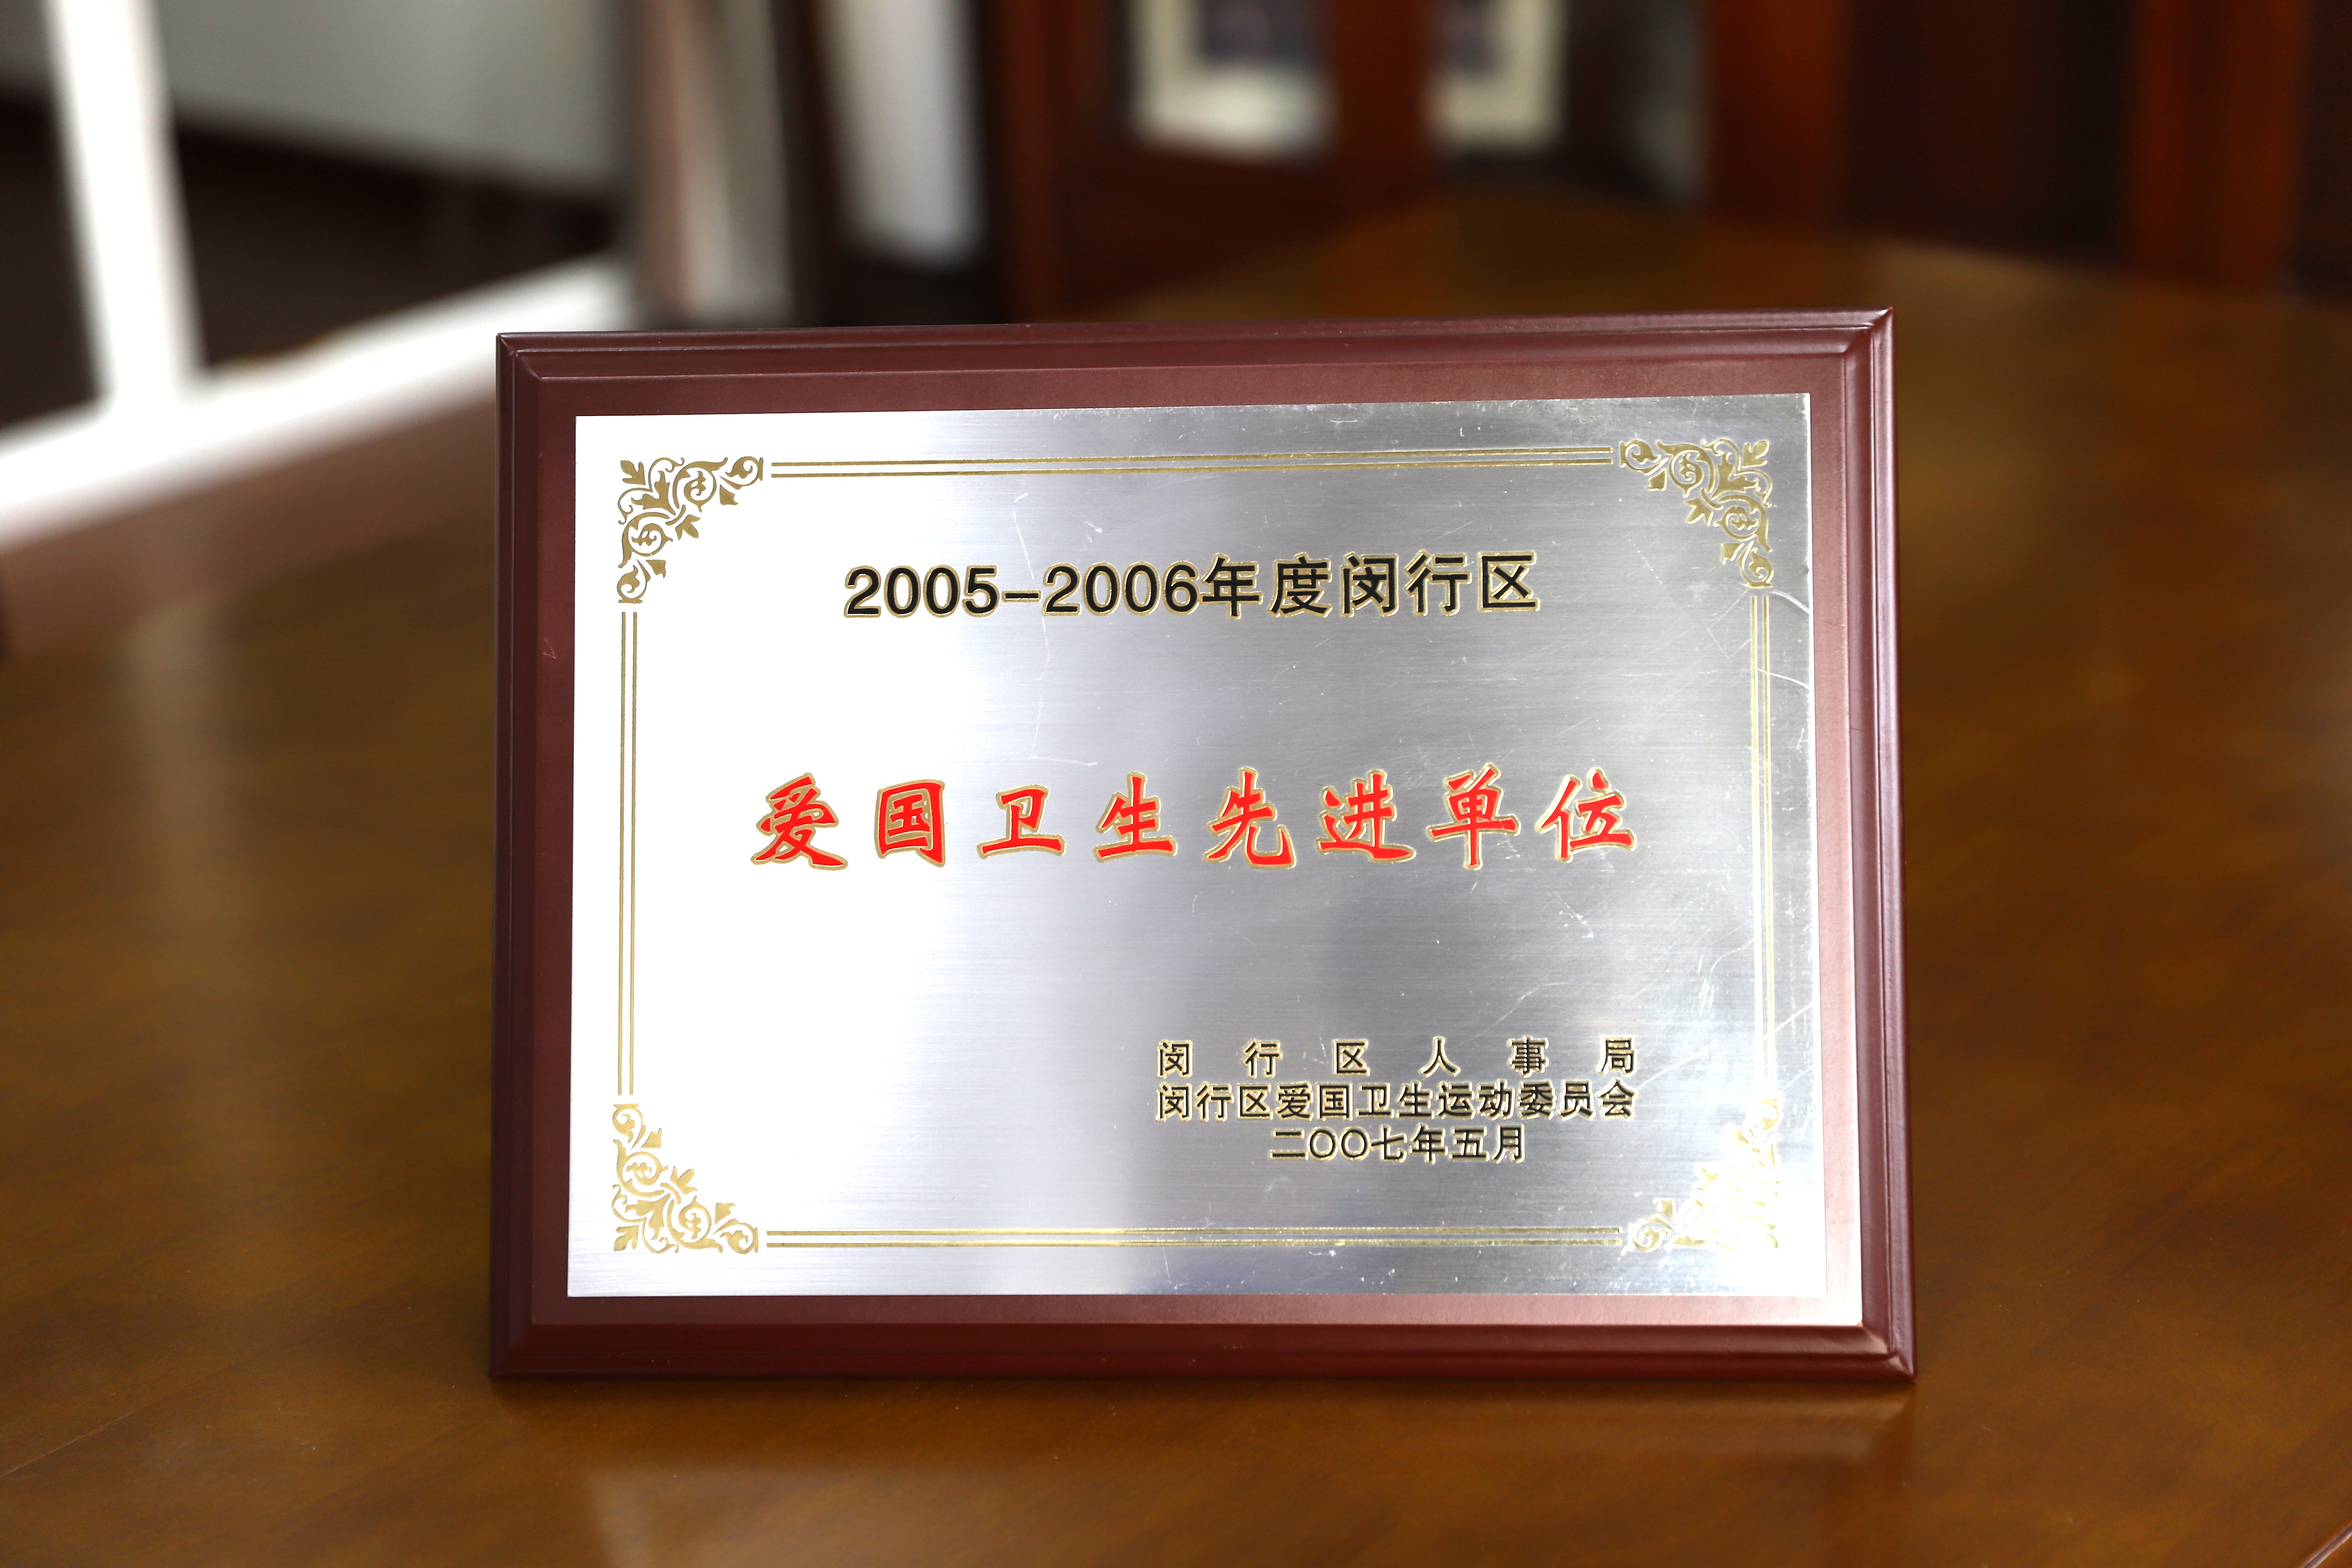 2005-2006年度闵行区
爱国卫生先进单位
闵行区人事局
闵行区爱国卫生运动委员会
二〇〇七年五月